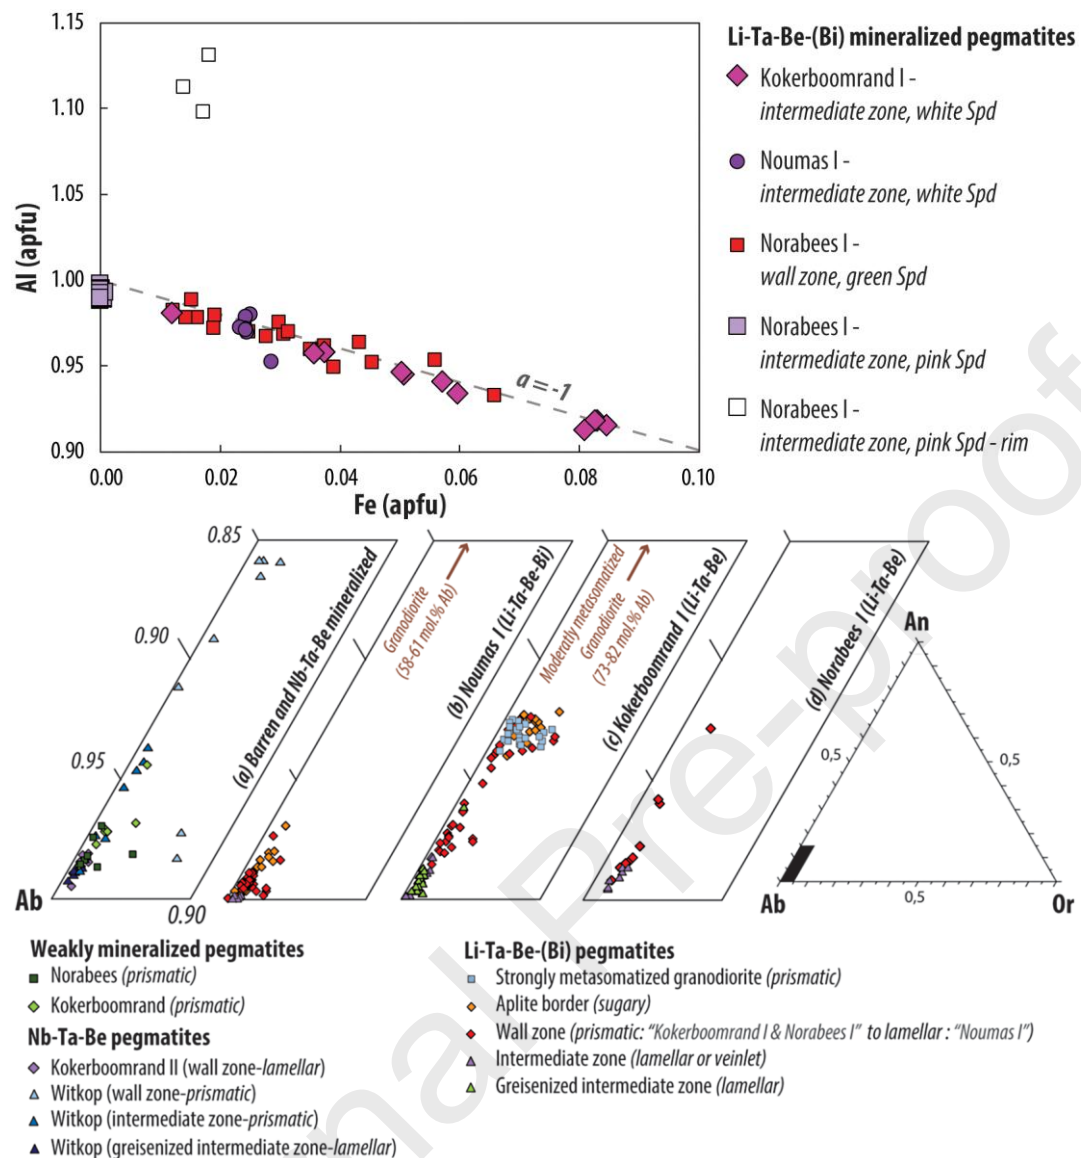 1.15
1.10
1.05
1.00
0.95
0.90
Al (apfu)
a = -1
0.00
0.02
0.04
0.06
0.08
0.10
Fe (apfu)
Li-Ta-Be-(Bi) mineralized pegmatites
Kokerboomrand I -
intermediate zone, white Spd
Noumas I -
intermediate zone, white Spd
Norabees I -
wall zone, green Spd
Norabees I -
intermediate zone, pink Spd
Norabees I -
intermediate zone, pink Spd - rim
0.85
0.90
0.95
Ab
0.90
(a) Barren and Nb-Ta-Be mineralized
Granodiorite
(58-61 mol.% Ab)
(b) Noumas I (Li-Ta-Be-Bi)
Moderatly metasomatized
Granodiorite
(73-82 mol.% Ab)
(c) Kokerboomrand I (Li-Ta-Be)
(d) Norabees I (Li-Ta-Be)
An
0,5
0,5
Ab
0,5
Or
Weakly mineralized pegmatites
Norabees (prismatic)
Kokerboomrand (prismatic)
Nb-Ta-Be pegmatites
Kokerboomrand II (wall zone-lamellar)
Witkop (wall zone-prismatic)
Witkop (intermediate zone-prismatic)
Witkop (greisenized intermediate zone-lamellar)
Li-Ta-Be-(Bi) pegmatites
Strongly metasomatized granodiorite (prismatic)
Aplite border (sugary)
Wall zone (prismatic: "Kokerboomrand I & Norabees I" to lamellar : "Noumas I")
Intermediate zone (lamellar or veinlet)
Greisenized intermediate zone (lamellar)
nal Pre-proof